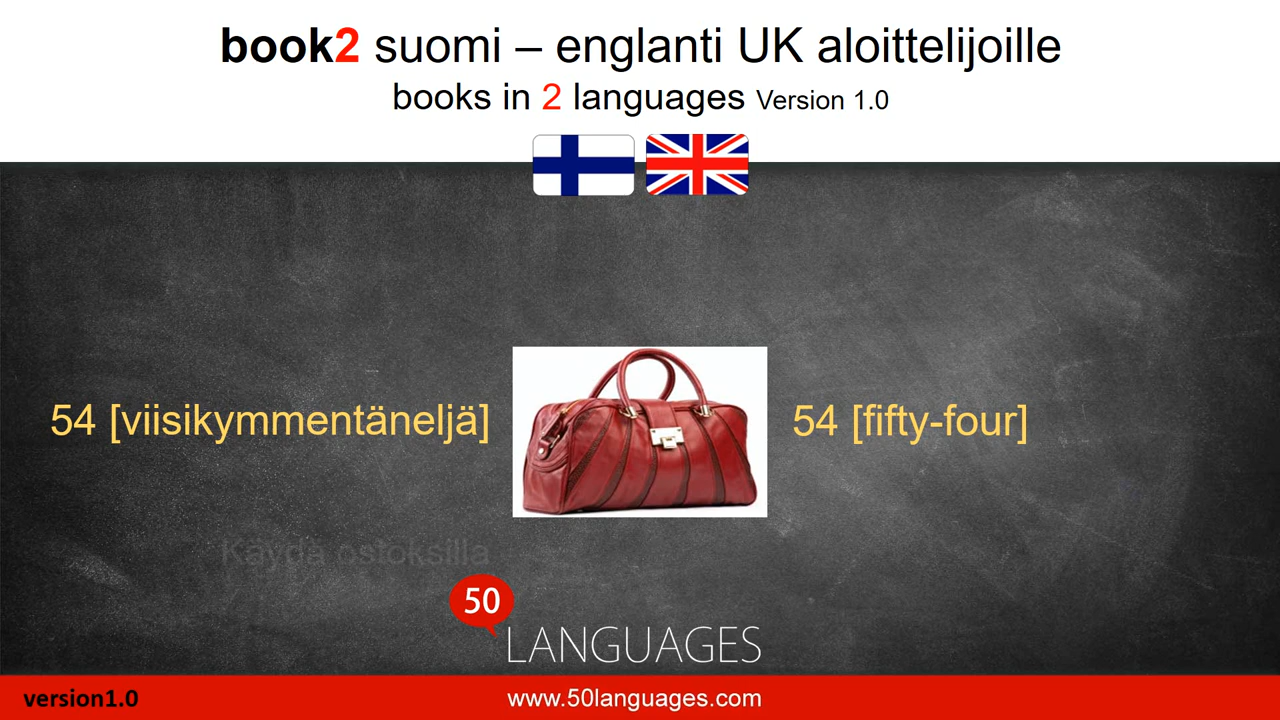 book2 suomi – englanti UK aloittelijoille
books in 2 languages Version 1.0
54 [viisikymmentäneljä]
54 [fifty-four]
Käydä ostoksilla
50
LANGUAGES
version1.0
www.50languages.com